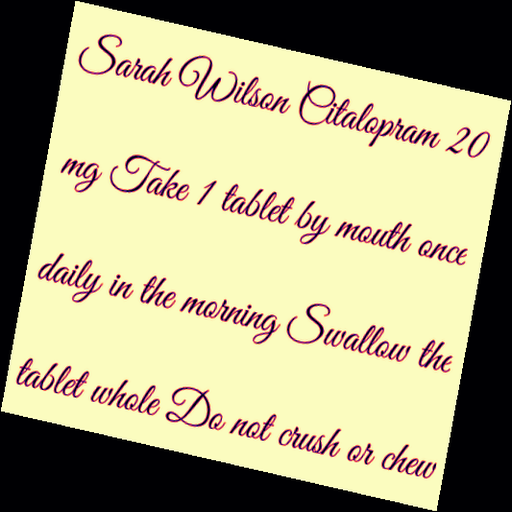 Sarah Wilson Citalopram 20
mg Take 1 tablet by mouth once
daily in the morning Swallow the
tablet whole Do not crush or chew